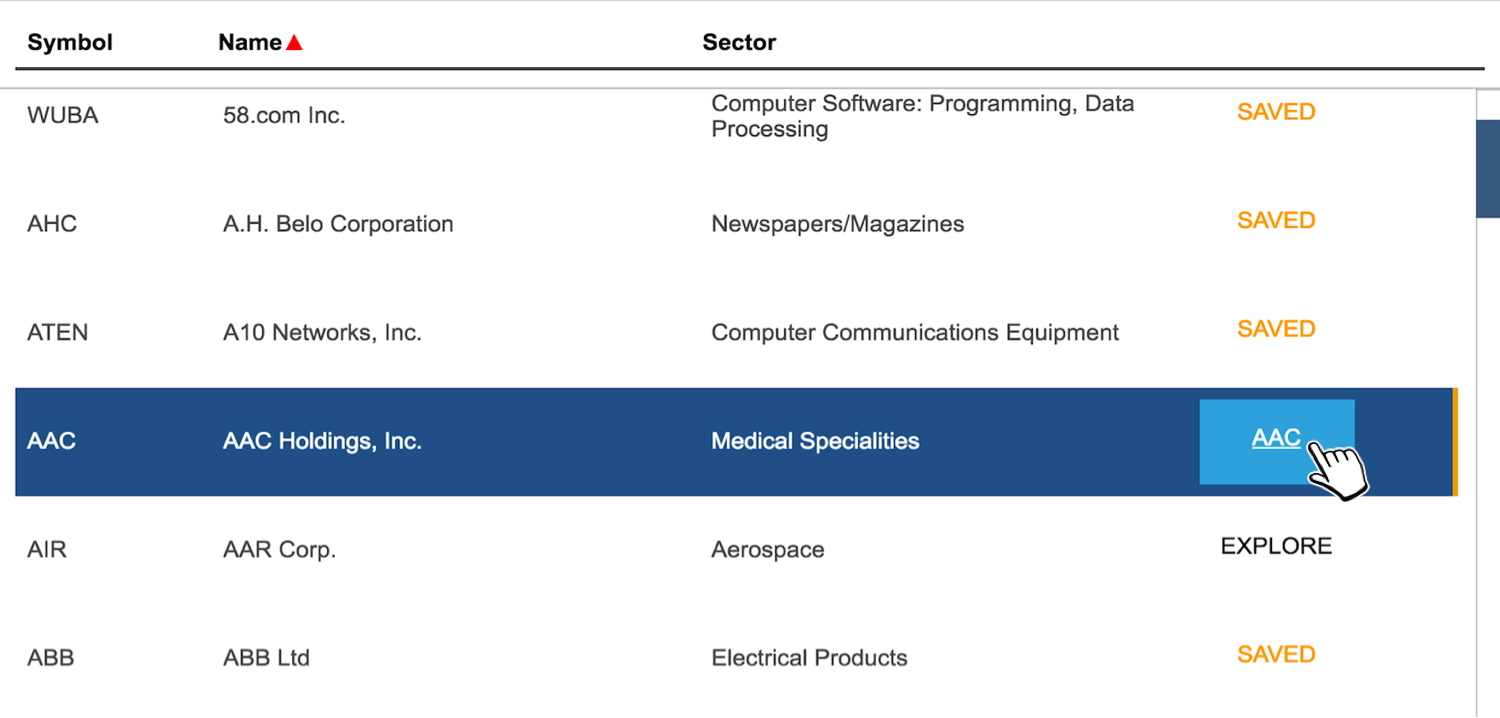 Symbol Name Sector
WUBA 58.com Inc. Computer Software: Programming, Data Processing SAVED
AHC A.H. Belo Corporation Newspapers/Magazines SAVED
ATEN A10 Networks, Inc. Computer Communications Equipment SAVED
AAC AAC Holdings, Inc. Medical Specialities AAC
AIR AAR Corp. Aerospace EXPLORE
ABB ABB Ltd Electrical Products SAVED